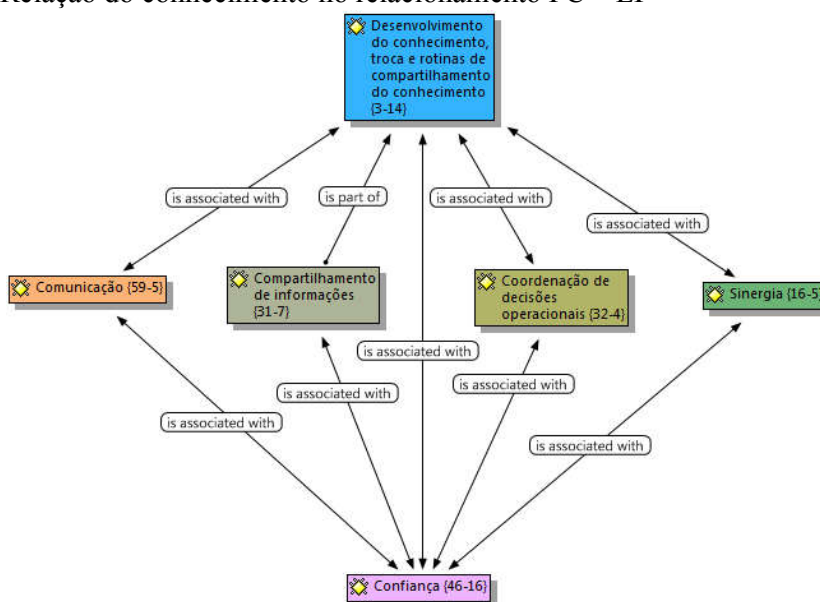 Relação do conhecimento no relacionamento FC – EF
Desenvolvimento
do conhecimento,
troca e rotinas de
compartilhamento
do conhecimento
{3-14}
is associated with
is part of
is associated with
is associated with
Comunicação {59-5}
Compartilhamento
de informações
{31-7}
Coordenação de
decisões
operacionais {32-4}
Sinergia {16-5}
is associated with
is associated with
is associated with
is associated with
is associated with
Confiança {46-16}